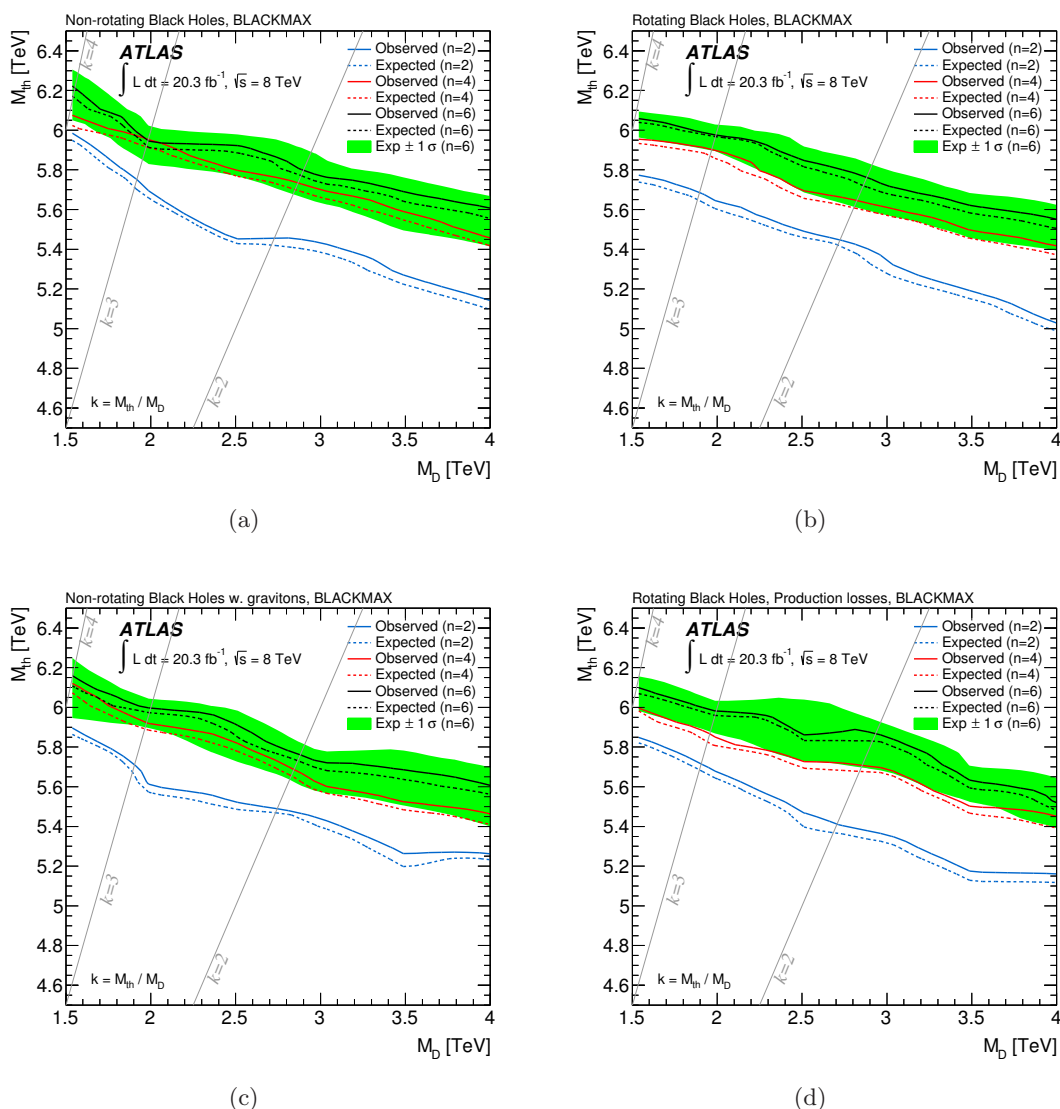 Non-rotating Black Holes, BLACKMAX
M_th [TeV]
6.4
6.2
6
5.8
5.6
5.4
5.2
5
4.8
4.6
k=4
k=3
k=2
ATLAS
∫ L dt = 20.3 fb⁻¹, √s = 8 TeV
Observed (n=2)
Expected (n=2)
Observed (n=4)
Expected (n=4)
Observed (n=6)
Expected (n=6)
Exp ± 1 σ (n=6)
k = M_th / M_D
1.5 2 2.5 3 3.5 4
M_D [TeV]
(a)
Rotating Black Holes, BLACKMAX
M_th [TeV]
6.4
6.2
6
5.8
5.6
5.4
5.2
5
4.8
4.6
k=4
k=3
k=2
ATLAS
∫ L dt = 20.3 fb⁻¹, √s = 8 TeV
Observed (n=2)
Expected (n=2)
Observed (n=4)
Expected (n=4)
Observed (n=6)
Expected (n=6)
Exp ± 1 σ (n=6)
k = M_th / M_D
1.5 2 2.5 3 3.5 4
M_D [TeV]
(b)
Non-rotating Black Holes w. gravitons, BLACKMAX
M_th [TeV]
6.4
6.2
6
5.8
5.6
5.4
5.2
5
4.8
4.6
k=4
k=3
k=2
ATLAS
∫ L dt = 20.3 fb⁻¹, √s = 8 TeV
Observed (n=2)
Expected (n=2)
Observed (n=4)
Expected (n=4)
Observed (n=6)
Expected (n=6)
Exp ± 1 σ (n=6)
k = M_th / M_D
1.5 2 2.5 3 3.5 4
M_D [TeV]
(c)
Rotating Black Holes, Production losses, BLACKMAX
M_th [TeV]
6.4
6.2
6
5.8
5.6
5.4
5.2
5
4.8
4.6
k=4
k=3
k=2
ATLAS
∫ L dt = 20.3 fb⁻¹, √s = 8 TeV
Observed (n=2)
Expected (n=2)
Observed (n=4)
Expected (n=4)
Observed (n=6)
Expected (n=6)
Exp ± 1 σ (n=6)
k = M_th / M_D
1.5 2 2.5 3 3.5 4
M_D [TeV]
(d)